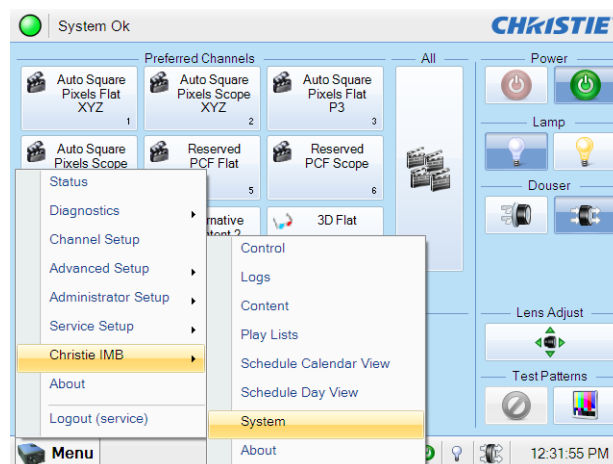 System Ok
CHRISTIE
Preferred Channels
All
Power
Auto Square
Pixels Flat
XYZ
1
Auto Square
Pixels Scope
XYZ
2
Auto Square
Pixels Flat
P3
3
Lamp
Auto Square
Pixels Scope
Reserved
PCF Flat
5
Reserved
PCF Scope
6
Douser
3D Flat
Status
Diagnostics
Channel Setup
Advanced Setup
Administrator Setup
Service Setup
Christie IMB
About
Logout (service)
Control
Logs
Content
Play Lists
Schedule Calendar View
Schedule Day View
System
About
Lens Adjust
Test Patterns
Menu
12:31:55 PM